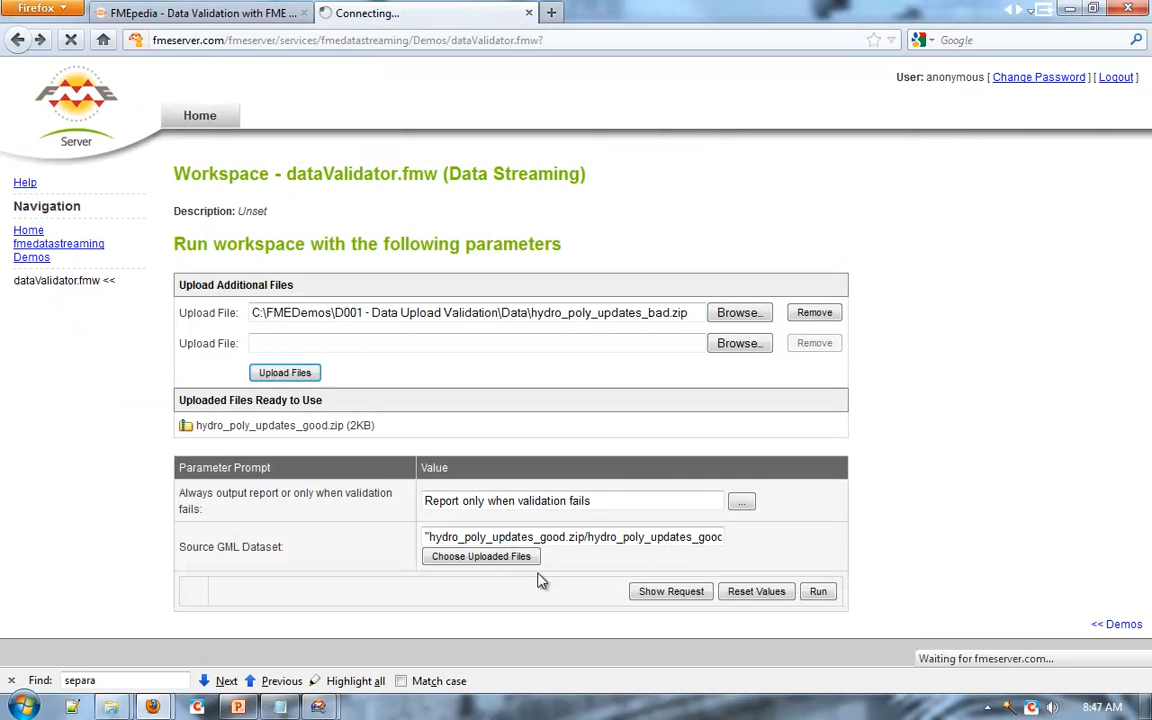 Firefox
FMEpedia - Data Validation with FME ...
Connecting...
fmeserver.com/fmeserver/services/fmedatastreaming/Demos/dataValidator.fmw?
Google
FME
Server
Home
User: anonymous [ Change Password ] [ Logout ]
Help
Navigation
Home
fmedatastreaming
Demos
dataValidator.fmw <<
Workspace - dataValidator.fmw (Data Streaming)
Description: Unset
Run workspace with the following parameters
Upload Additional Files
Upload File: C:\FMEDemos\D001 - Data Upload Validation\Data\hydro_poly_updates_bad.zip Browse... Remove
Upload File: Browse... Remove
Upload Files
Uploaded Files Ready to Use
hydro_poly_updates_good.zip (2KB)
Parameter Prompt Value
Always output report or only when validation
fails:
Report only when validation fails ...
Source GML Dataset:
"hydro_poly_updates_good.zip/hydro_poly_updates_good
Choose Uploaded Files
Show Request Reset Values Run
<< Demos
Waiting for fmeserver.com...
Find: separa Next Previous Highlight all Match case
8:47 AM